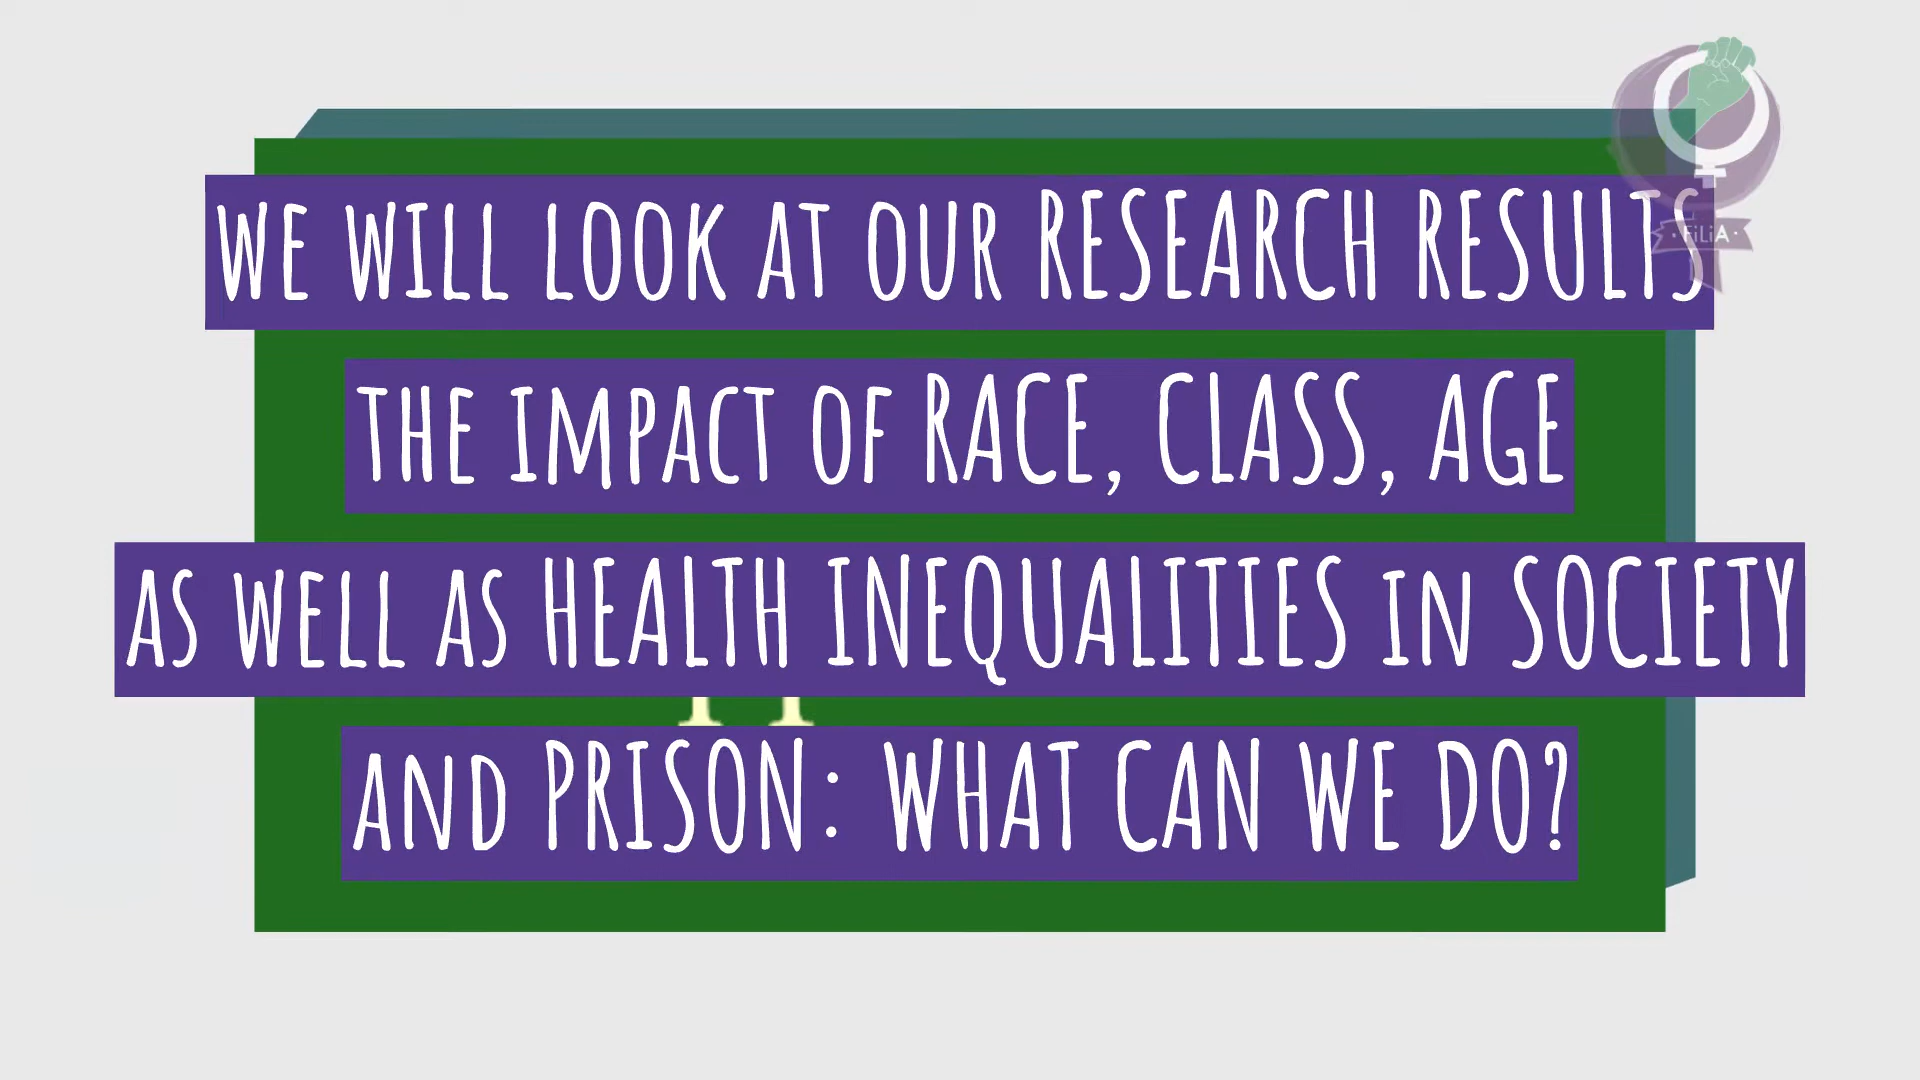 WE WILL LOOK AT OUR RESEARCH RESULTS
THE IMPACT OF RACE, CLASS, AGE
AS WELL AS HEALTH INEQUALITIES IN SOCIETY
AND PRISON: WHAT CAN WE DO?
FiLiA